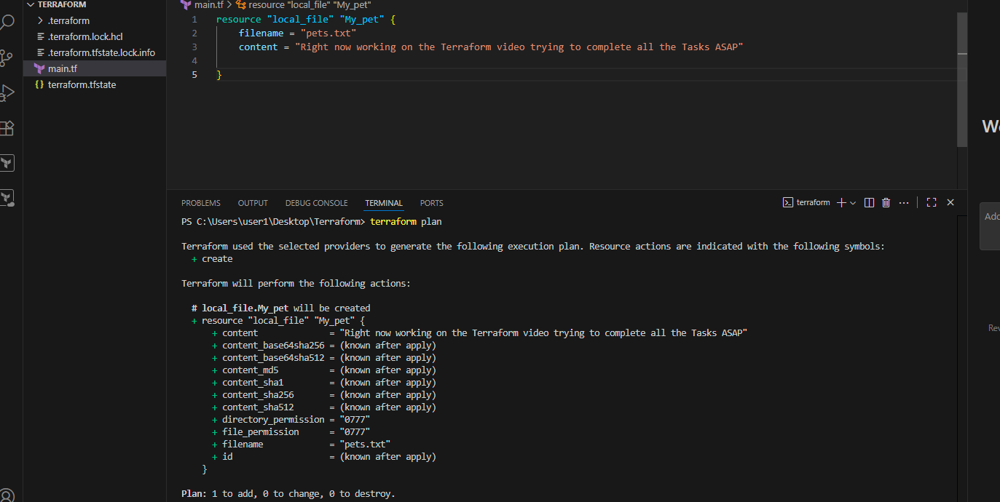 TERRAFORM
.terraform
.terraform.lock.hcl
.terraform.tfstate.lock.info
main.tf
{} terraform.tfstate
main.tf > resource "local_file" "My_pet"
1 resource "local_file" "My_pet" {
2 filename = "pets.txt"
3 content = "Right now working on the Terraform video trying to complete all the Tasks ASAP"
4
5 }
PROBLEMS OUTPUT DEBUG CONSOLE TERMINAL PORTS
terraform
PS C:\Users\user1\Desktop\Terraform> terraform plan
Terraform used the selected providers to generate the following execution plan. Resource actions are indicated with the following symbols:
+ create
Terraform will perform the following actions:
# local_file.My_pet will be created
+ resource "local_file" "My_pet" {
+ content = "Right now working on the Terraform video trying to complete all the Tasks ASAP"
+ content_base64sha256 = (known after apply)
+ content_base64sha512 = (known after apply)
+ content_md5 = (known after apply)
+ content_sha1 = (known after apply)
+ content_sha256 = (known after apply)
+ content_sha512 = (known after apply)
+ directory_permission = "0777"
+ file_permission = "0777"
+ filename = "pets.txt"
+ id = (known after apply)
}
Plan: 1 to add, 0 to change, 0 to destroy.